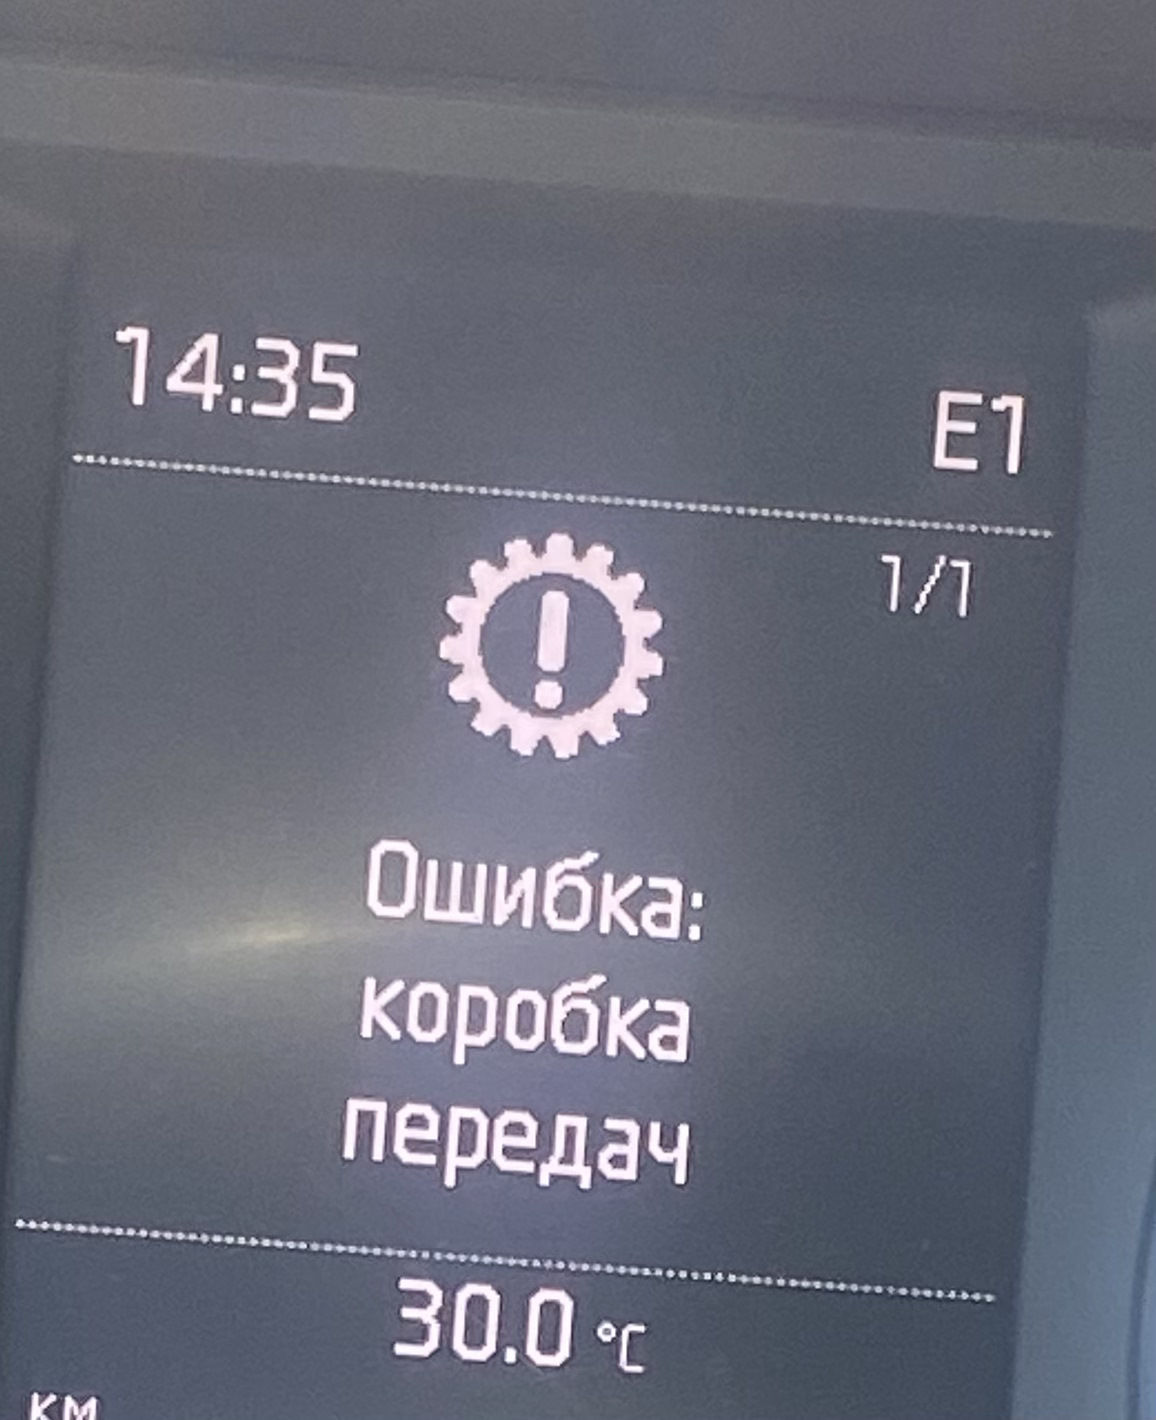 14:35 E1
1/1
Ошибка:
коробка
передач
30.0 °C
км